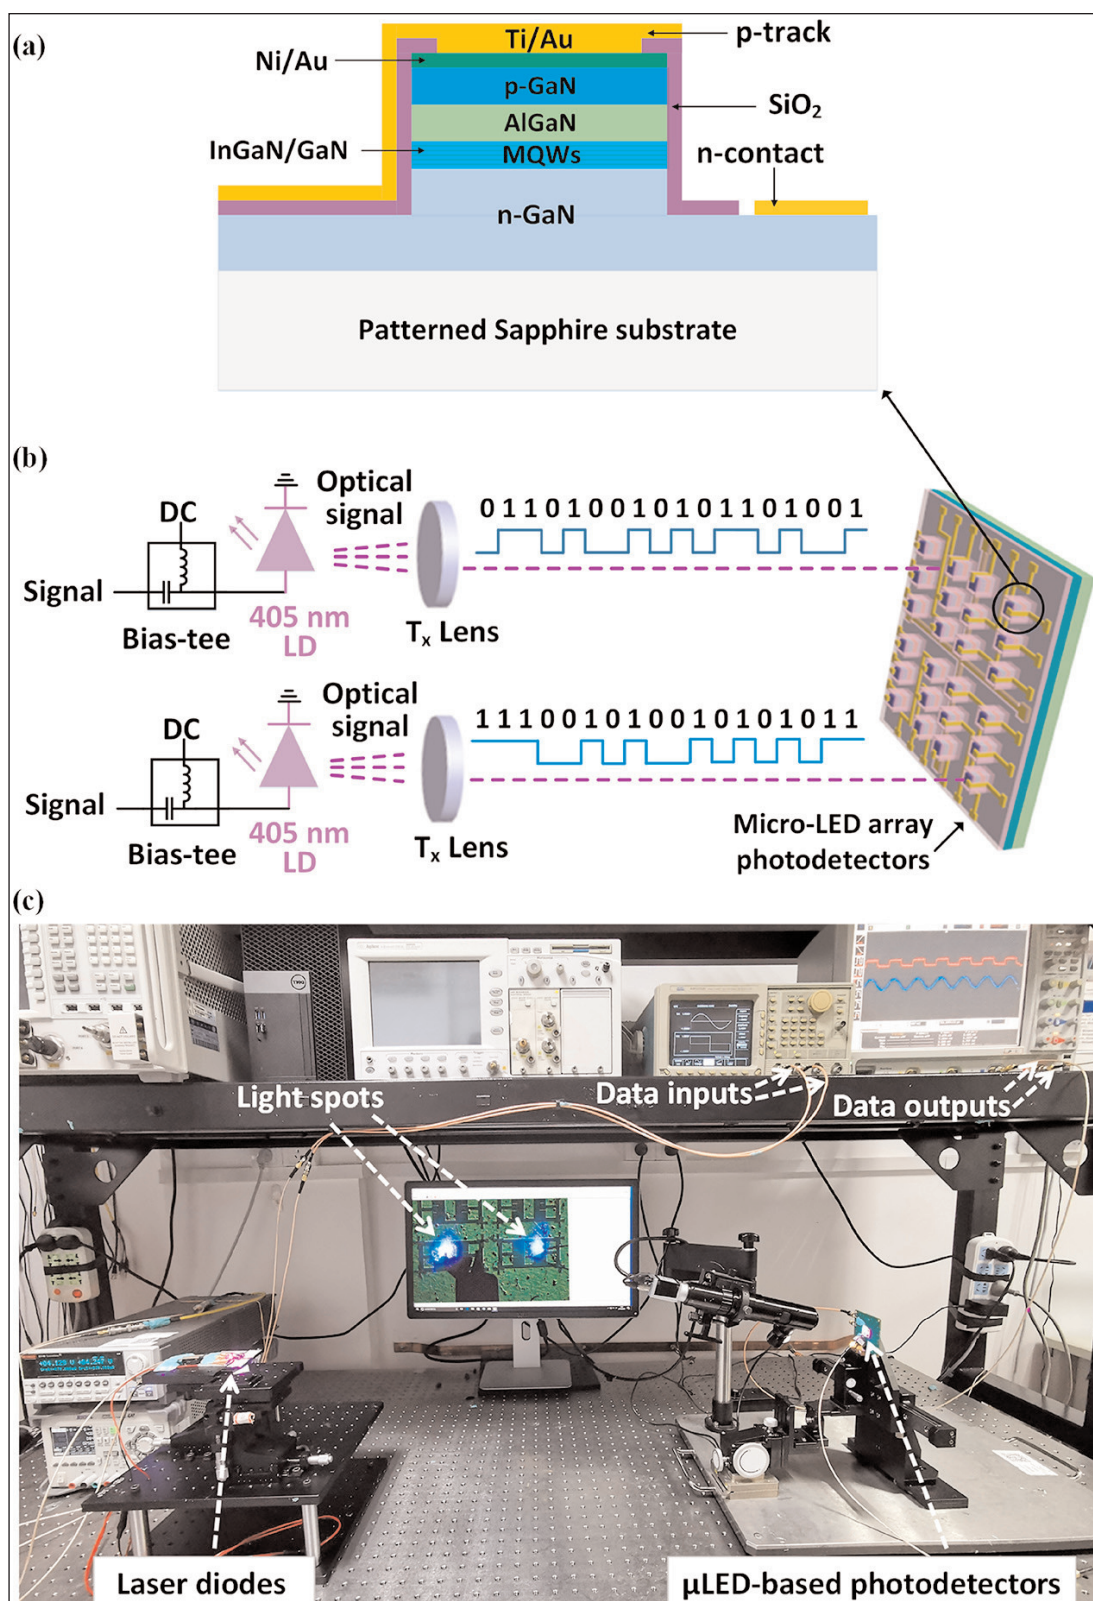 (a)
Ti/Au
p-track
Ni/Au
p-GaN
SiO₂
AlGaN
InGaN/GaN
MQWs
n-contact
n-GaN
Patterned Sapphire substrate
(b)
Optical
signal
0 1 1 0 1 0 0 1 0 1 0 1 1 0 1 0 0 1
DC
Signal
Bias-tee
405 nm
LD
Tₓ Lens
Optical
signal
1 1 1 0 0 1 0 1 0 0 1 0 1 0 1 0 1 1
DC
Signal
Bias-tee
405 nm
LD
Tₓ Lens
Micro-LED array
photodetectors
(c)
Light spots
Data inputs
Data outputs
Laser diodes
μLED-based photodetectors